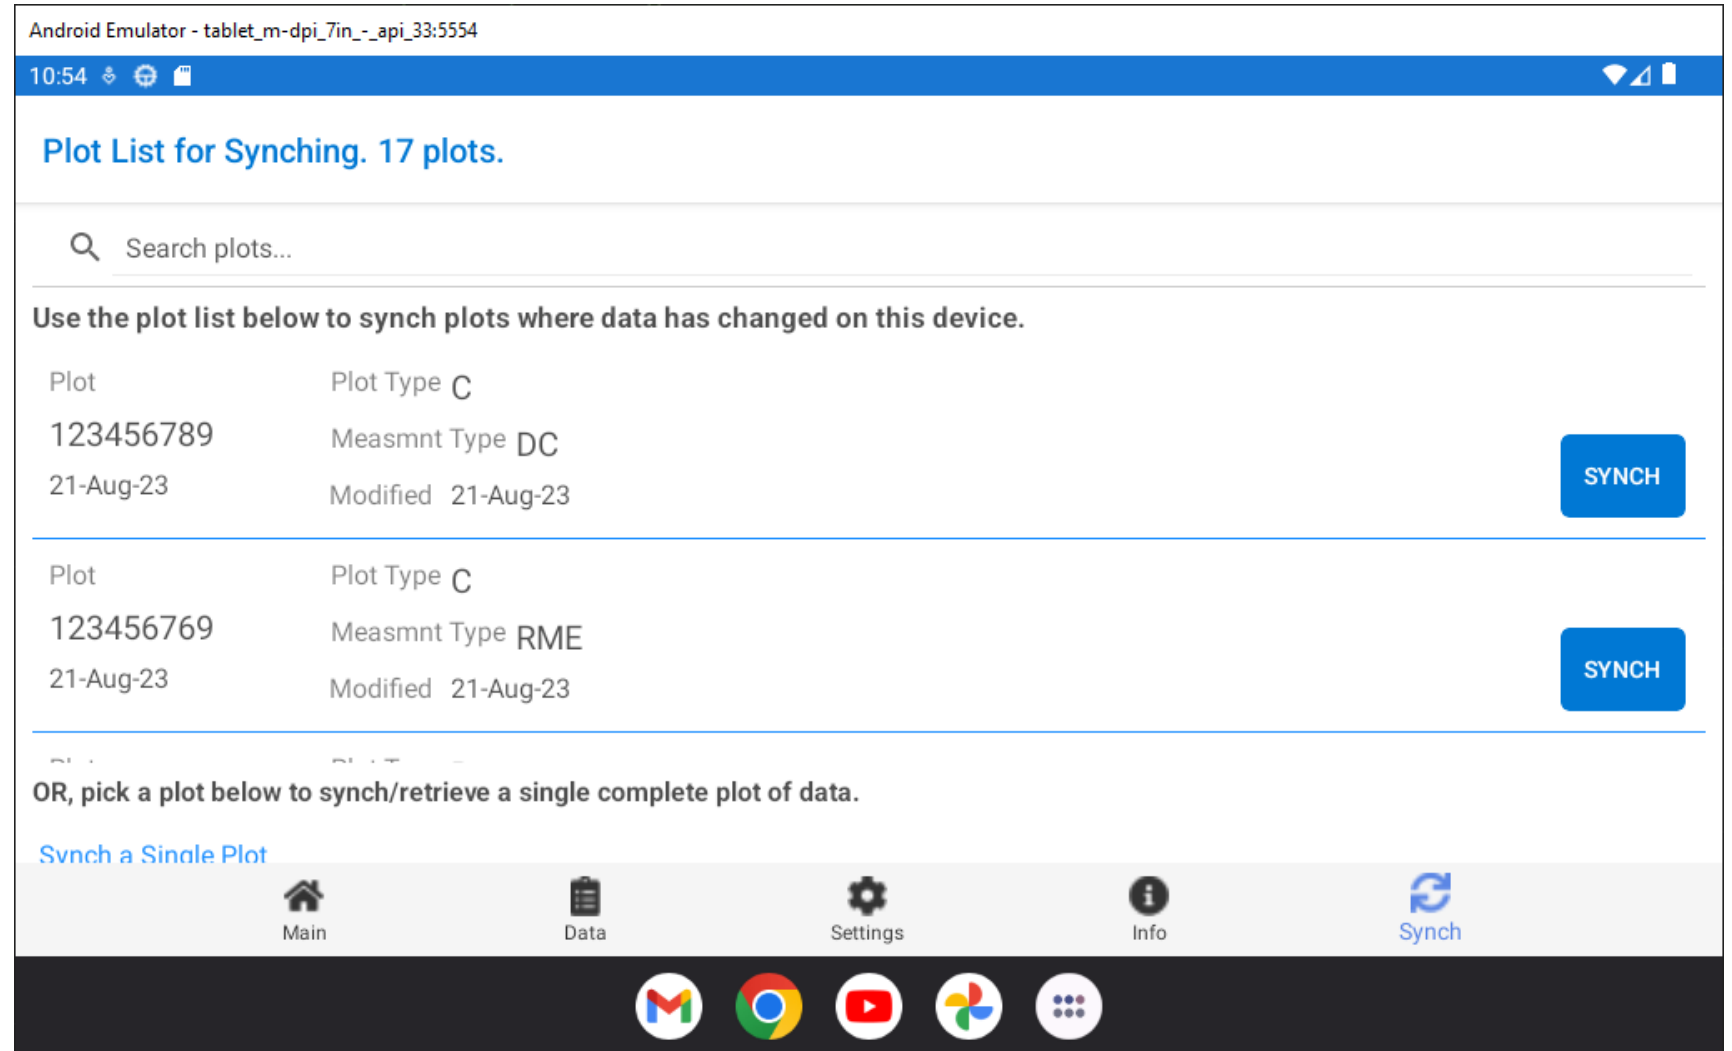 Android Emulator - tablet_m-dpi_7in_-_api_33:5554
10:54
Plot List for Synching. 17 plots.
Search plots...
Use the plot list below to synch plots where data has changed on this device.
Plot
Plot Type C
123456789
Measmnt Type DC
21-Aug-23
Modified 21-Aug-23
SYNCH
Plot
Plot Type C
123456769
Measmnt Type RME
21-Aug-23
Modified 21-Aug-23
SYNCH
Plot
Plot Type
OR, pick a plot below to synch/retrieve a single complete plot of data.
Synch a Single Plot
Main
Data
Settings
Info
Synch